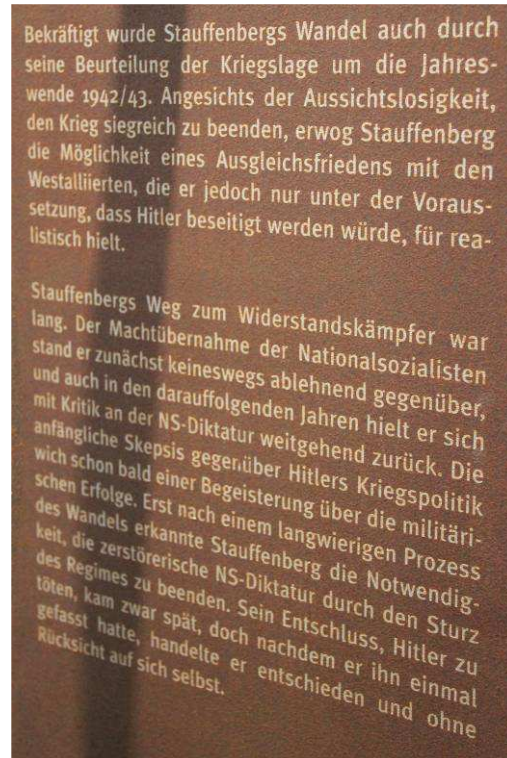 Bekräftigt wurde Stauffenbergs Wandel auch durch
seine Beurteilung der Kriegslage um die Jahres-
wende 1942/43. Angesichts der Aussichtslosigkeit,
den Krieg siegreich zu beenden, erwog Stauffenberg
die Möglichkeit eines Ausgleichsfriedens mit den
Westalliierten, die er jedoch nur unter der Voraus-
setzung, dass Hitler beseitigt werden würde, für rea-
listisch hielt.
Stauffenbergs Weg zum Widerstandskämpfer war
lang. Der Machtübernahme der Nationalsozialisten
stand er zunächst keineswegs ablehnend gegenüber,
und auch in den darauffolgenden Jahren hielt er sich
mit Kritik an der NS-Diktatur weitgehend zurück. Die
anfängliche Skepsis gegenüber Hitlers Kriegspolitik
wich schon bald einer Begeisterung über die militäri-
schen Erfolge. Erst nach einem langwierigen Prozess
des Wandels erkannte Stauffenberg die Notwendig-
keit, die zerstörerische NS-Diktatur durch den Sturz
des Regimes zu beenden. Sein Entschluss, Hitler zu
töten, kam zwar spät, doch nachdem er ihn einmal
gefasst hatte, handelte er entschieden und ohne
Rücksicht auf sich selbst.